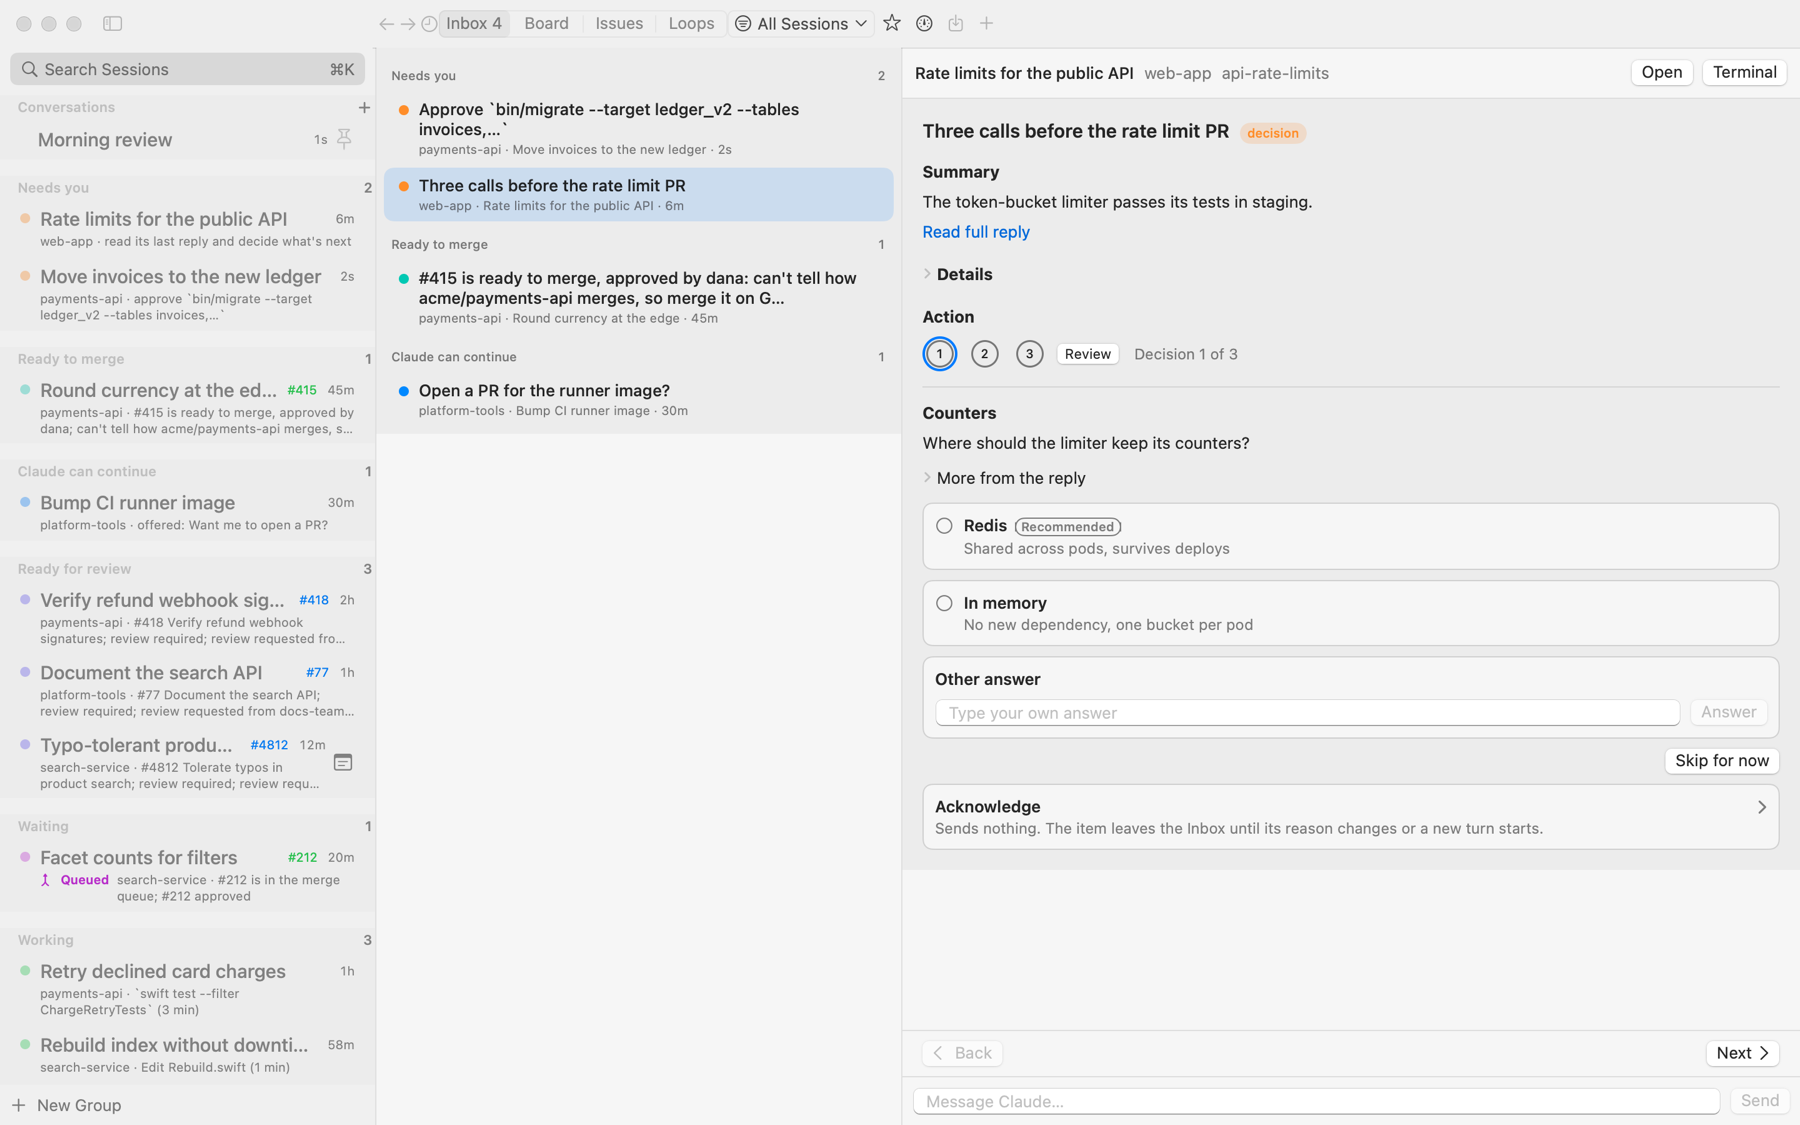 Inbox 4
Board
Issues
Loops
All Sessions
Search Sessions
⌘K
Conversations
Morning review
1s
Needs you
2
Rate limits for the public API
6m
web-app · read its last reply and decide what's next
Move invoices to the new ledger
2s
payments-api · approve `bin/migrate --target
ledger_v2 --tables invoices,...`
Ready to merge
1
Round currency at the ed...
#415
45m
payments-api · #415 is ready to merge, approved by
dana; can't tell how acme/payments-api merges, s...
Claude can continue
1
Bump CI runner image
30m
platform-tools · offered: Want me to open a PR?
Ready for review
3
Verify refund webhook sig...
#418
2h
payments-api · #418 Verify refund webhook
signatures; review required; review requested fro...
Document the search API
#77
1h
platform-tools · #77 Document the search API;
review required; review requested from docs-team...
Typo-tolerant produ...
#4812
12m
search-service · #4812 Tolerate typos in
product search; review required; review requ...
Waiting
1
Facet counts for filters
#212
20m
Queued
search-service · #212 is in the merge
queue; #212 approved
Working
3
Retry declined card charges
1h
payments-api · `swift test --filter
ChargeRetryTests` (3 min)
Rebuild index without downti...
58m
search-service · Edit Rebuild.swift (1 min)
New Group
Needs you
2
Approve `bin/migrate --target ledger_v2 --tables
invoices,...`
payments-api · Move invoices to the new ledger · 2s
Three calls before the rate limit PR
web-app · Rate limits for the public API · 6m
Ready to merge
1
#415 is ready to merge, approved by dana: can't tell how
acme/payments-api merges, so merge it on G...
payments-api · Round currency at the edge · 45m
Claude can continue
1
Open a PR for the runner image?
platform-tools · Bump CI runner image · 30m
Rate limits for the public API
web-app
api-rate-limits
Open
Terminal
Three calls before the rate limit PR
decision
Summary
The token-bucket limiter passes its tests in staging.
Read full reply
Details
Action
1
2
3
Review
Decision 1 of 3
Counters
Where should the limiter keep its counters?
More from the reply
Redis
Recommended
Shared across pods, survives deploys
In memory
No new dependency, one bucket per pod
Other answer
Type your own answer
Answer
Skip for now
Acknowledge
Sends nothing. The item leaves the Inbox until its reason changes or a new turn starts.
Back
Next
Message Claude...
Send